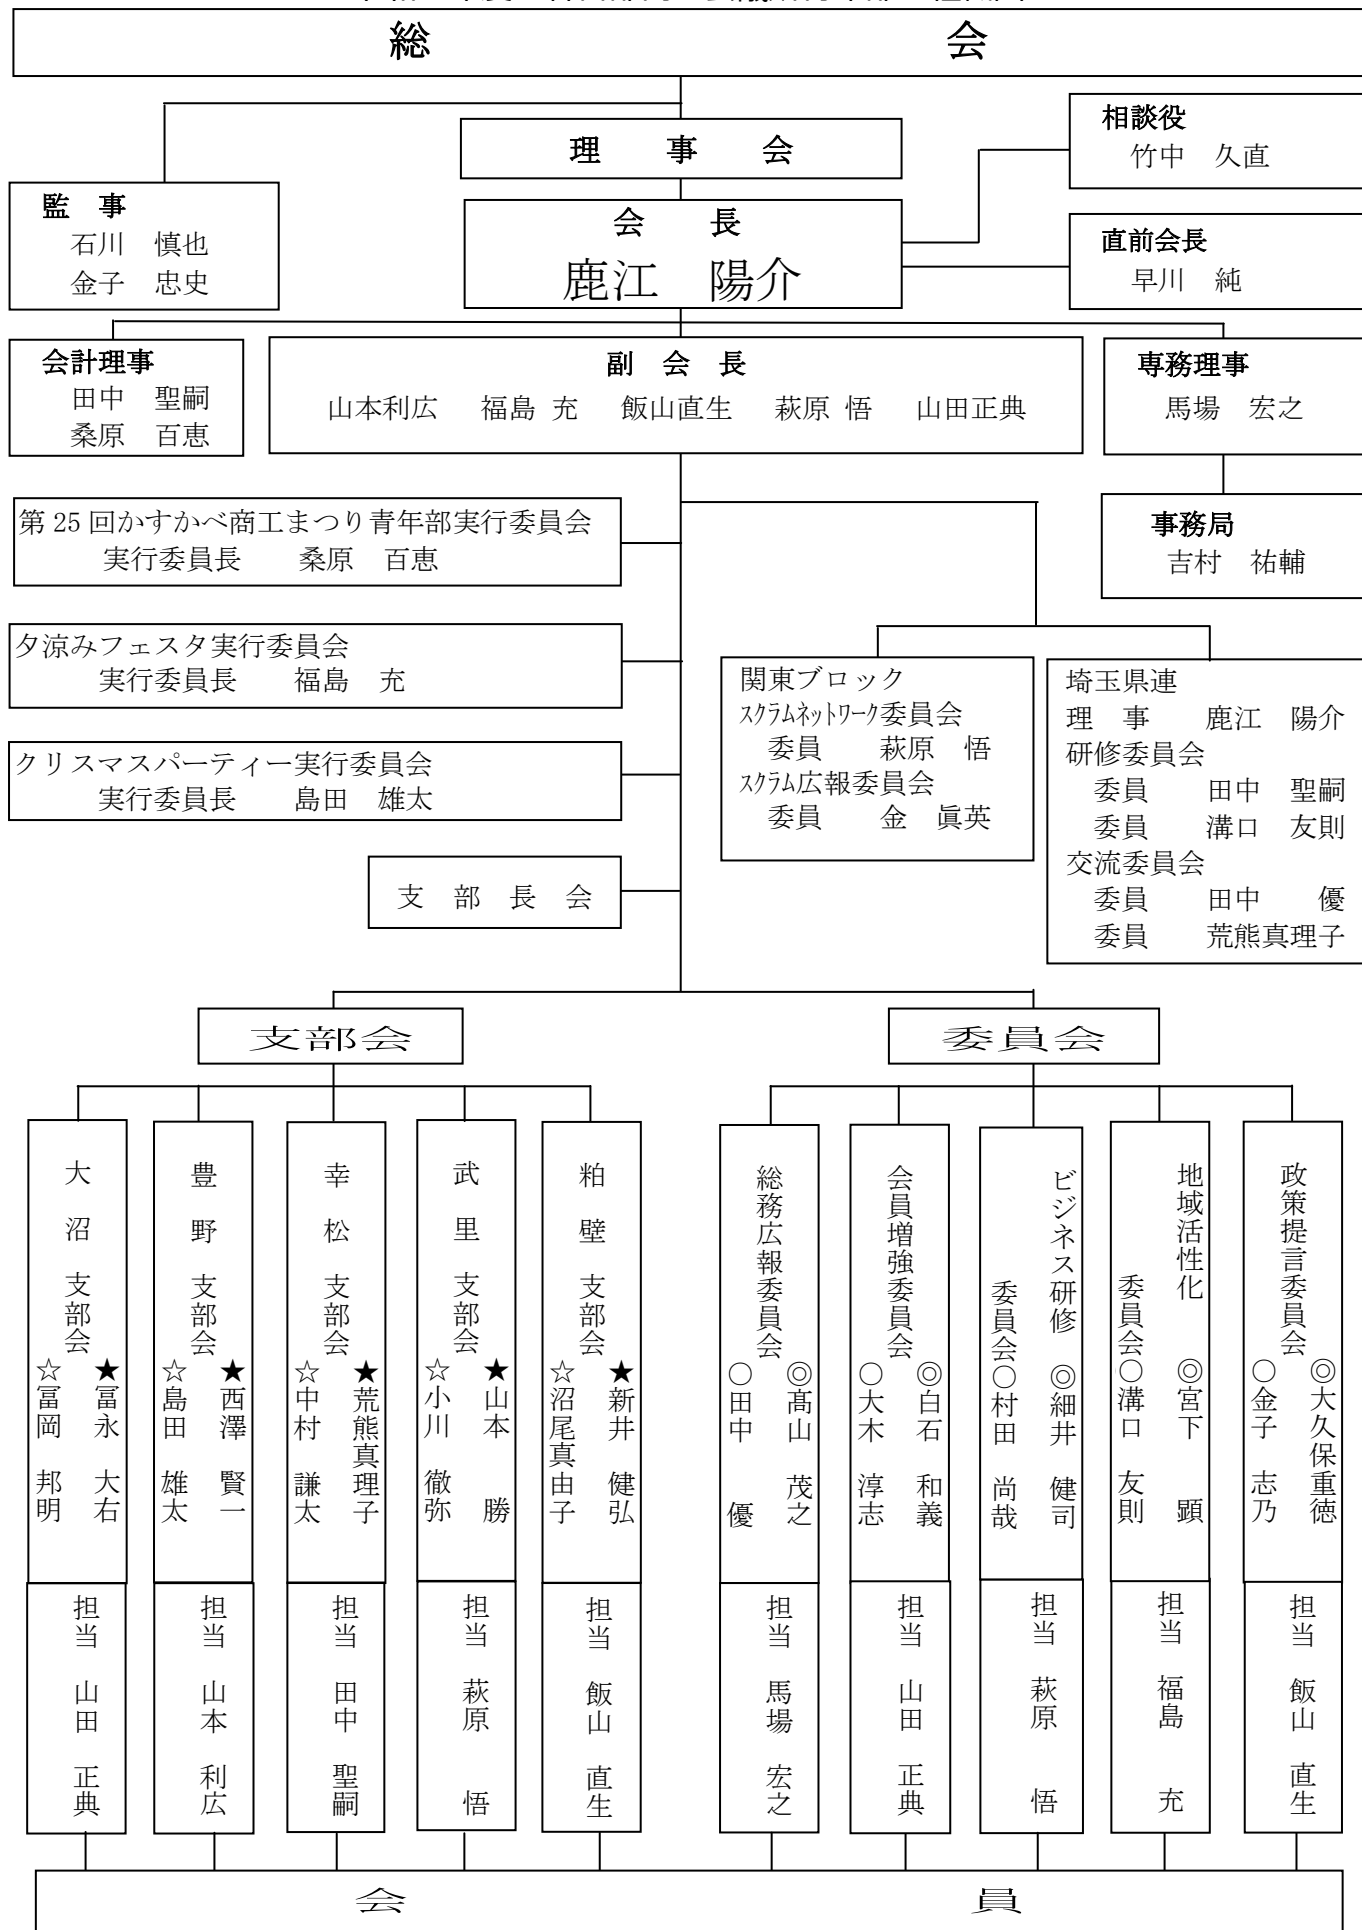 総 会
理 事 会
相談役
竹中 久直
監 事
石川 慎也
金子 忠史
会 長
鹿江 陽介
直前会長
早川 純
会計理事
田中 聖嗣
桑原 百恵
副 会 長
山本利広 福島 充 飯山直生 萩原 悟 山田正典
専務理事
馬場 宏之
事務局
吉村 祐輔
第25回かすかべ商工まつり青年部実行委員会
実行委員長 桑原 百恵
夕涼みフェスタ実行委員会
実行委員長 福島 充
クリスマスパーティー実行委員会
実行委員長 島田 雄太
支 部 長 会
関東ブロック
スクラムネットワーク委員会
委員 萩原 悟
スクラム広報委員会
委員 金 眞英
埼玉県連
理 事 鹿江 陽介
研修委員会
委員 田中 聖嗣
委員 溝口 友則
交流委員会
委員 田中 優
委員 荒熊真理子
支部会
委員会
大 沼 支部会
★冨永 大右
☆冨岡 邦明
担当 山田 正典
豊 野 支部会
★西澤 賢一
☆島田 雄太
担当 山本 利広
幸 松 支部会
★荒熊真理子
☆中村 謙太
担当 田中 聖嗣
武 里 支部会
★山本 勝
☆小川 徹弥
担当 萩原 悟
粕 壁 支部会
★新井 健弘
☆沼尾真由子
担当 飯山 直生
総務広報委員会
◎髙山 茂之
○田中 優
担当 馬場 宏之
会員増強委員会
◎白石 和義
○大木 淳志
担当 山田 正典
ビジネス研修 ◎細井 健司
委員会○村田 尚哉
担当 萩原 悟
地域活性化 ◎宮下 顕
委員会○溝口 友則
担当 福島 充
政策提言委員会
◎大久保重徳
○金子 志乃
担当 飯山 直生
会 員